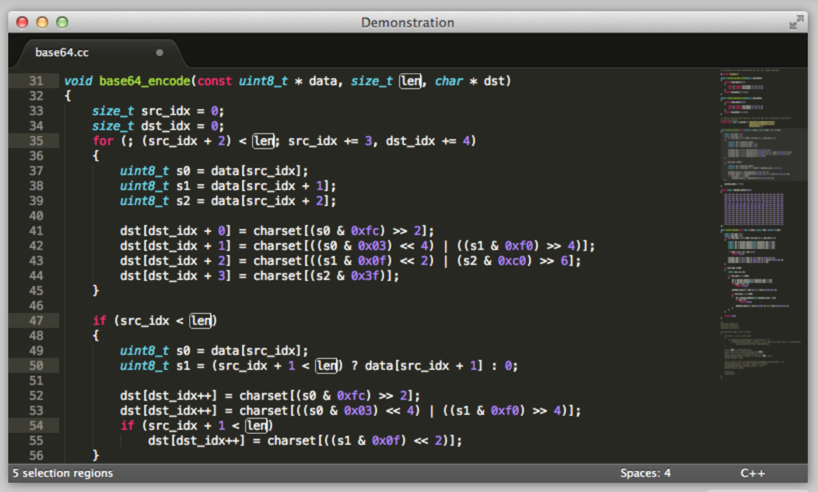 Demonstration
base64.cc
31 void base64_encode(const uint8_t * data, size_t len, char * dst)
32 {
33     size_t src_idx = 0;
34     size_t dst_idx = 0;
35     for (; (src_idx + 2) < len; src_idx += 3, dst_idx += 4)
36     {
37         uint8_t s0 = data[src_idx];
38         uint8_t s1 = data[src_idx + 1];
39         uint8_t s2 = data[src_idx + 2];
40
41         dst[dst_idx + 0] = charset[(s0 & 0xfc) >> 2];
42         dst[dst_idx + 1] = charset[((s0 & 0x03) << 4) | ((s1 & 0xf0) >> 4)];
43         dst[dst_idx + 2] = charset[((s1 & 0x0f) << 2) | (s2 & 0xc0) >> 6];
44         dst[dst_idx + 3] = charset[(s2 & 0x3f)];
45     }
46
47     if (src_idx < len)
48     {
49         uint8_t s0 = data[src_idx];
50         uint8_t s1 = (src_idx + 1 < len) ? data[src_idx + 1] : 0;
51
52         dst[dst_idx++] = charset[(s0 & 0xfc) >> 2];
53         dst[dst_idx++] = charset[((s0 & 0x03) << 4) | ((s1 & 0xf0) >> 4)];
54         if (src_idx + 1 < len)
55             dst[dst_idx++] = charset[((s1 & 0x0f) << 2)];
56     }
5 selection regions Spaces: 4 C++